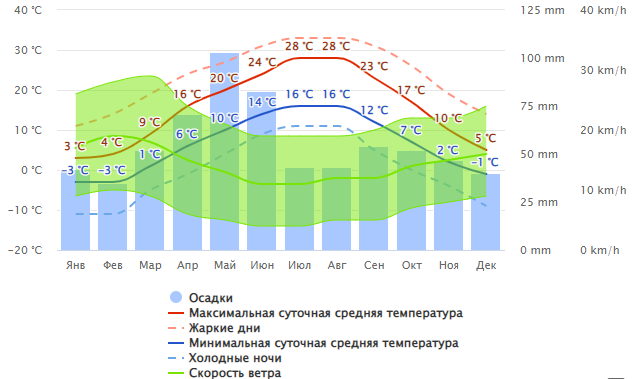 40 °C 125 mm 40 km/h
30 °C 100 mm 30 km/h
28 °C 28 °C
24 °C 23 °C
20 °C 20 °C
16 °C 17 °C 75 mm
16 °C 16 °C
14 °C 12 °C
10 °C 9 °C 10 °C 10 °C 20 km/h
3 °C 4 °C 6 °C 7 °C 5 °C
1 °C 2 °C 50 mm
0 °C -3 °C -3 °C -1 °C
-10 °C 25 mm 10 km/h
-20 °C 0 mm 0 km/h
Янв Фев Мар Апр Май Июн Июл Авг Сен Окт Ноя Дек
Осадки
Максимальная суточная средняя температура
Жаркие дни
Минимальная суточная средняя температура
Холодные ночи
Скорость ветра